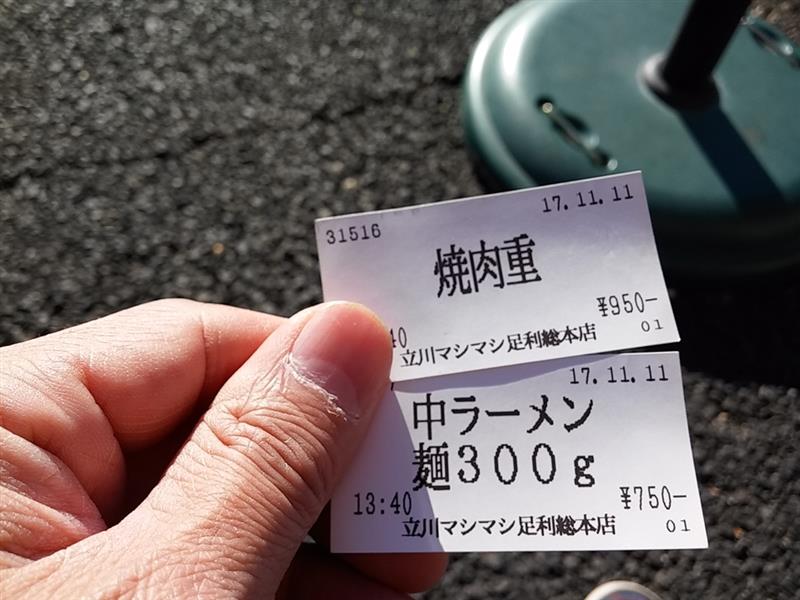 17.11.11
31516
焼肉重
¥950-
40
立川マシマシ足利総本店
01
17.11.11
中ラーメン
麺300g
13:40
¥750-
立川マシマシ足利総本店
01